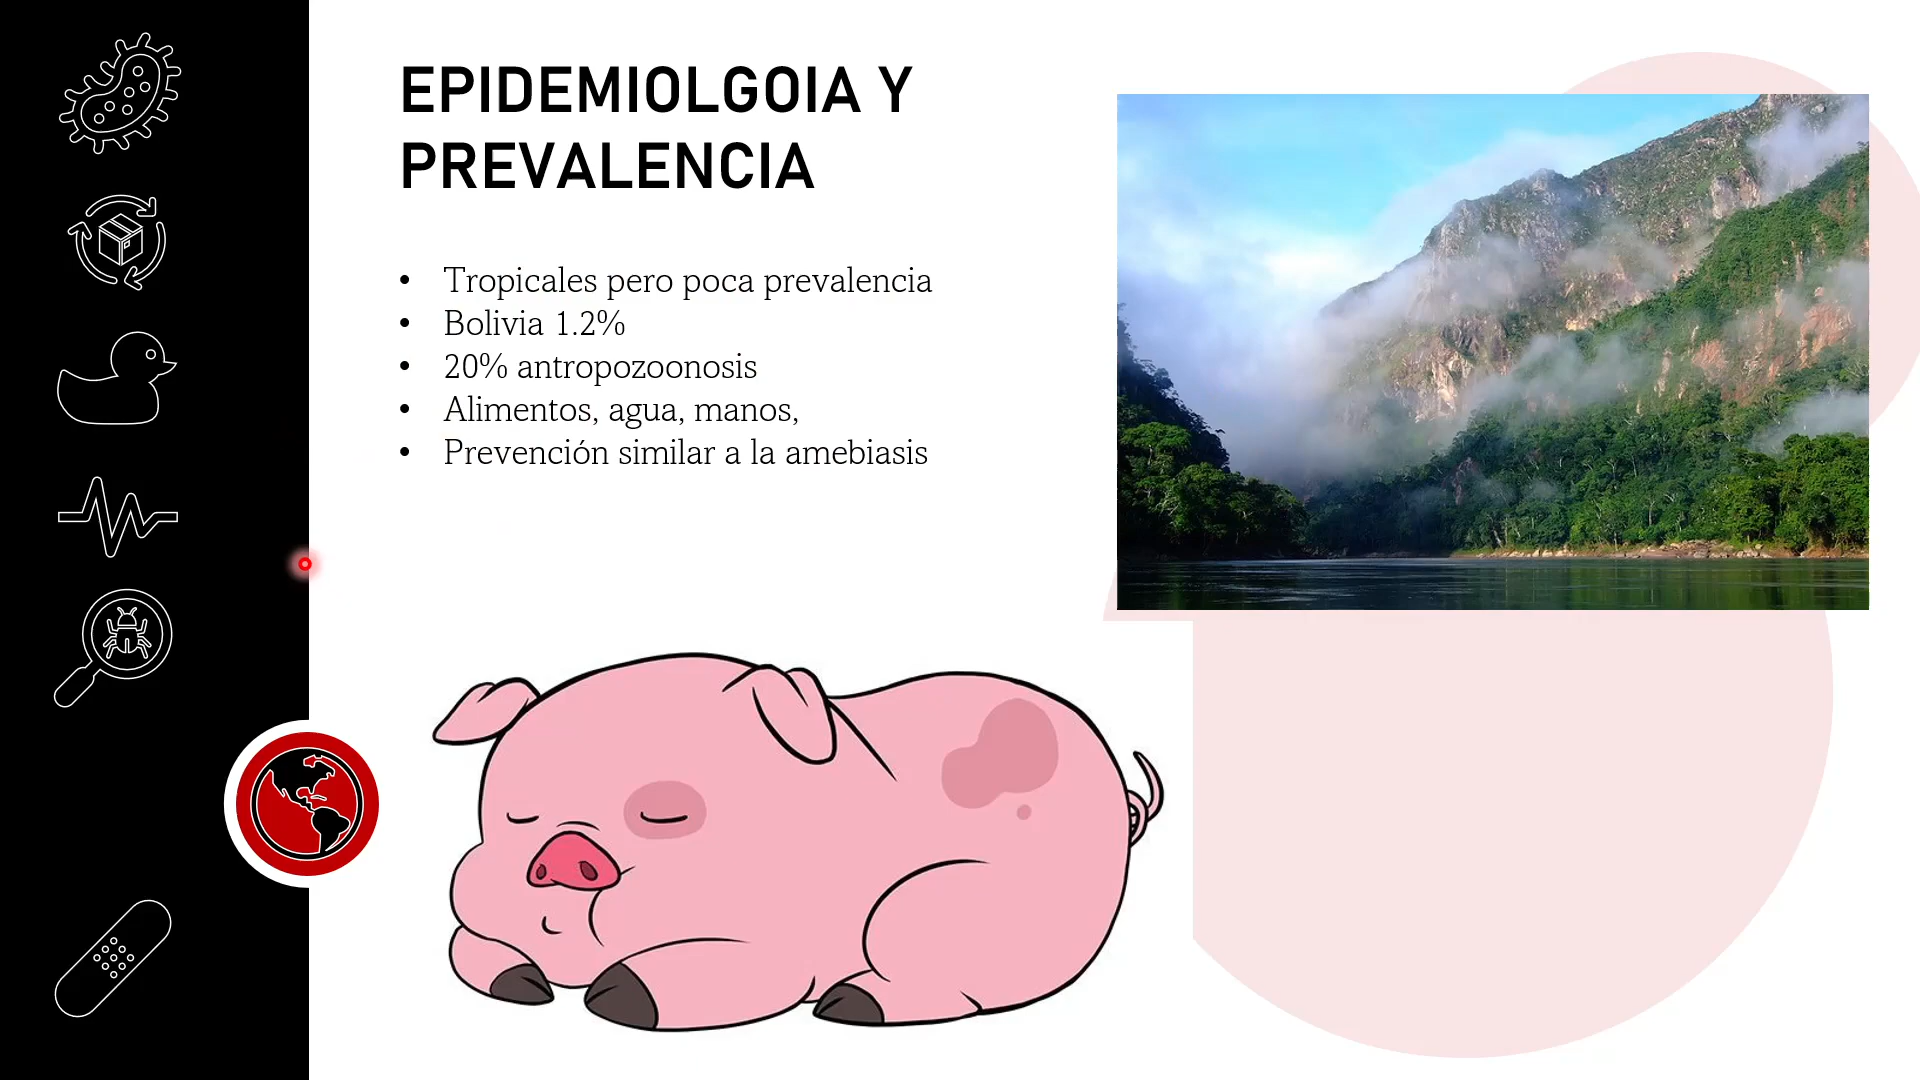 EPIDEMIOLGOIA Y
PREVALENCIA
• Tropicales pero poca prevalencia
• Bolivia 1.2%
• 20% antropozoonosis
• Alimentos, agua, manos,
• Prevención similar a la amebiasis